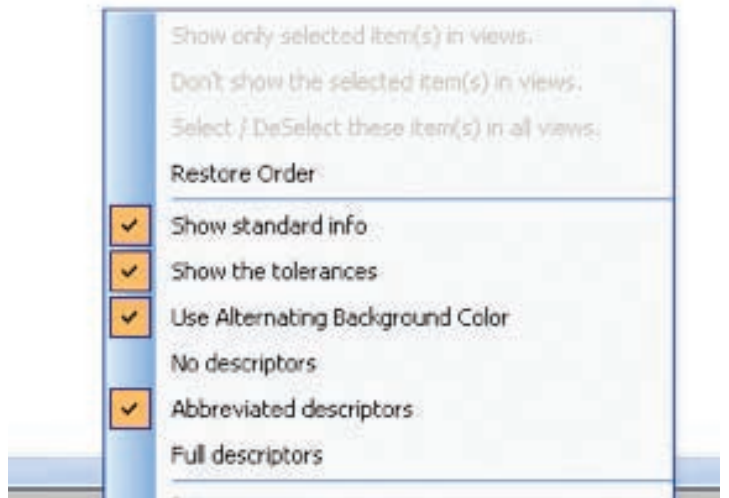 Show only selected item(s) in views.
Don't show the selected item(s) in views.
Select / DeSelect these item(s) in all views.
Restore Order
Show standard info
Show the tolerances
Use Alternating Background Color
No descriptors
Abbreviated descriptors
Full descriptors